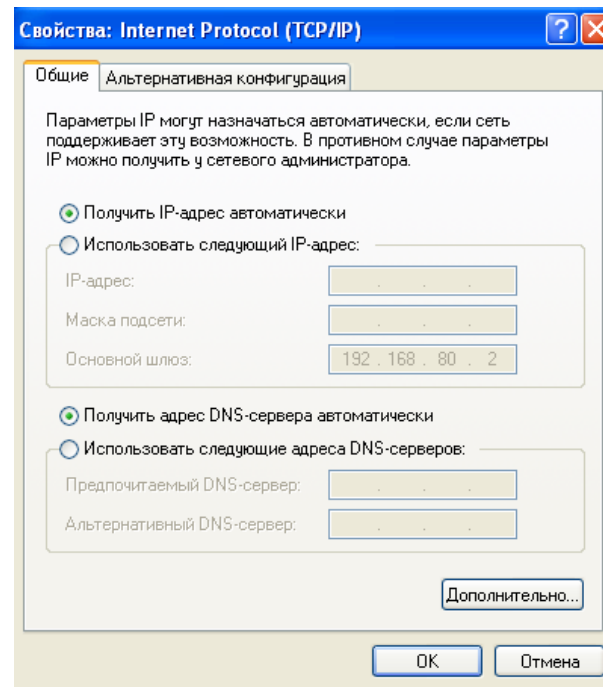 Свойства: Internet Protocol (TCP/IP)
Общие
Альтернативная конфигурация
Параметры IP могут назначаться автоматически, если сеть
поддерживает эту возможность. В противном случае параметры
IP можно получить у сетевого администратора.
Получить IP-адрес автоматически
Использовать следующий IP-адрес:
IP-адрес:
Маска подсети:
Основной шлюз: 192 . 168 . 80 . 2
Получить адрес DNS-сервера автоматически
Использовать следующие адреса DNS-серверов:
Предпочитаемый DNS-сервер:
Альтернативный DNS-сервер:
Дополнительно...
ОК Отмена